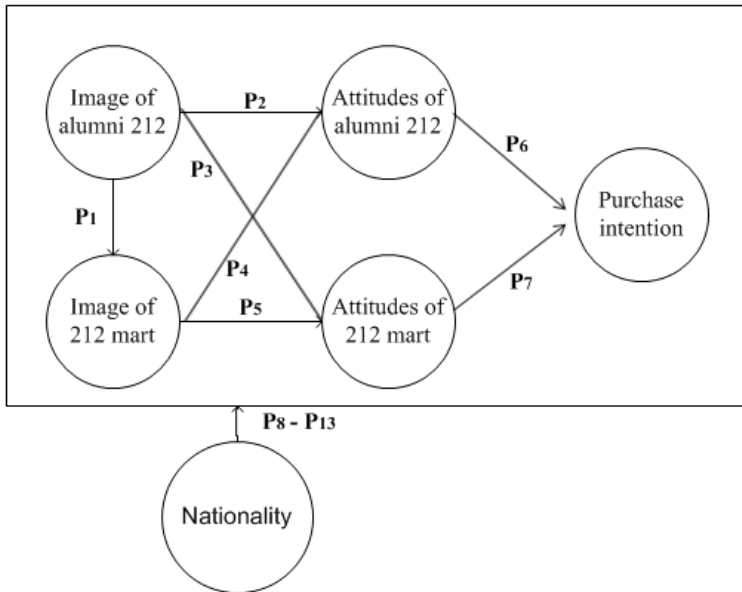 Image of
alumni 212
P2
Attitudes of
alumni 212
P3
P6
P1
Purchase
intention
P4
Image of
212 mart
P5
Attitudes of
212 mart
P7
P8 - P13
Nationality